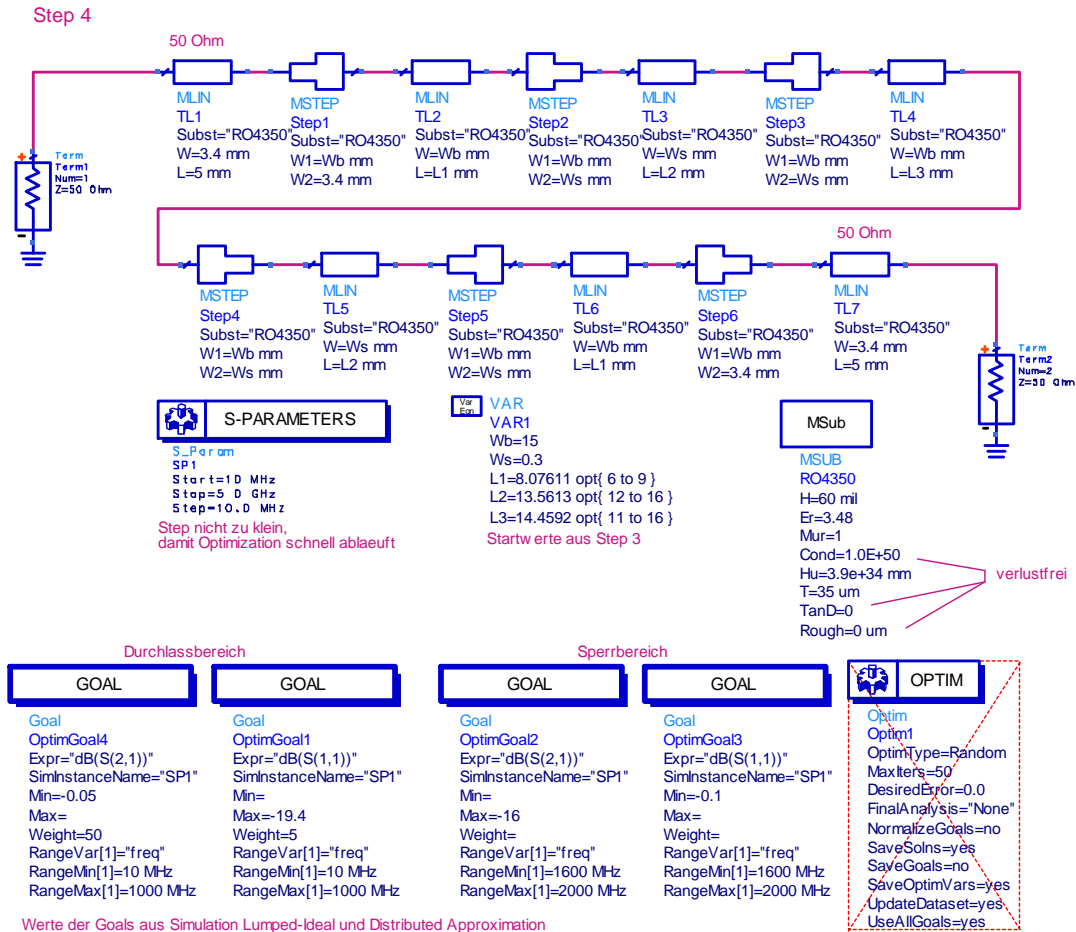 Step 4
50 Ohm
MLIN
TL1
Subst="RO4350"
W=3.4 mm
L=5 mm
MSTEP
Step1
Subst="RO4350"
W1=Wb mm
W2=3.4 mm
MLIN
TL2
Subst="RO4350"
W=Wb mm
L=L1 mm
MSTEP
Step2
Subst="RO4350"
W1=Wb mm
W2=Ws mm
MLIN
TL3
Subst="RO4350"
W=Ws mm
L=L2 mm
MSTEP
Step3
Subst="RO4350"
W1=Wb mm
W2=Ws mm
MLIN
TL4
Subst="RO4350"
W=Wb mm
L=L3 mm
+
Term
Term1
Num=1
Z=50 Ohm
-
50 Ohm
MSTEP
Step4
Subst="RO4350"
W1=Wb mm
W2=Ws mm
MLIN
TL5
Subst="RO4350"
W=Ws mm
L=L2 mm
MSTEP
Step5
Subst="RO4350"
W1=Wb mm
W2=Ws mm
MLIN
TL6
Subst="RO4350"
W=Wb mm
L=L1 mm
MSTEP
Step6
Subst="RO4350"
W1=Wb mm
W2=3.4 mm
MLIN
TL7
Subst="RO4350"
W=3.4 mm
L=5 mm
+
Term
Term2
Num=2
Z=50 Ohm
-
S-PARAMETERS
S_Param
SP1
Start=10 MHz
Stop=5.0 GHz
Step=10.0 MHz
Step nicht zu klein,
damit Optimization schnell ablaeuft
Var
Eqn
VAR
VAR1
Wb=15
Ws=0.3
L1=8.07611 opt{ 6 to 9 }
L2=13.5613 opt{ 12 to 16 }
L3=14.4592 opt{ 11 to 16 }
Startwerte aus Step 3
MSub
MSUB
RO4350
H=60 mil
Er=3.48
Mur=1
Cond=1.0E+50
Hu=3.9e+34 mm
T=35 um
TanD=0
Rough=0 um
verlustfrei
Durchlassbereich
Sperrbereich
GOAL
Goal
OptimGoal4
Expr="dB(S(2,1))"
SimInstanceName="SP1"
Min=-0.05
Max=
Weight=50
RangeVar[1]="freq"
RangeMin[1]=10 MHz
RangeMax[1]=1000 MHz
GOAL
Goal
OptimGoal1
Expr="dB(S(1,1))"
SimInstanceName="SP1"
Min=
Max=-19.4
Weight=5
RangeVar[1]="freq"
RangeMin[1]=10 MHz
RangeMax[1]=1000 MHz
GOAL
Goal
OptimGoal2
Expr="dB(S(2,1))"
SimInstanceName="SP1"
Min=
Max=-16
Weight=
RangeVar[1]="freq"
RangeMin[1]=1600 MHz
RangeMax[1]=2000 MHz
GOAL
Goal
OptimGoal3
Expr="dB(S(1,1))"
SimInstanceName="SP1"
Min=-0.1
Max=
Weight=
RangeVar[1]="freq"
RangeMin[1]=1600 MHz
RangeMax[1]=2000 MHz
OPTIM
Optim
Optim1
OptimType=Random
MaxIters=50
DesiredError=0.0
FinalAnalysis="None"
NormalizeGoals=no
SaveSolns=yes
SaveGoals=no
SaveOptimVars=yes
UpdateDataset=yes
UseAllGoals=yes
Werte der Goals aus Simulation Lumped-Ideal und Distributed Approximation